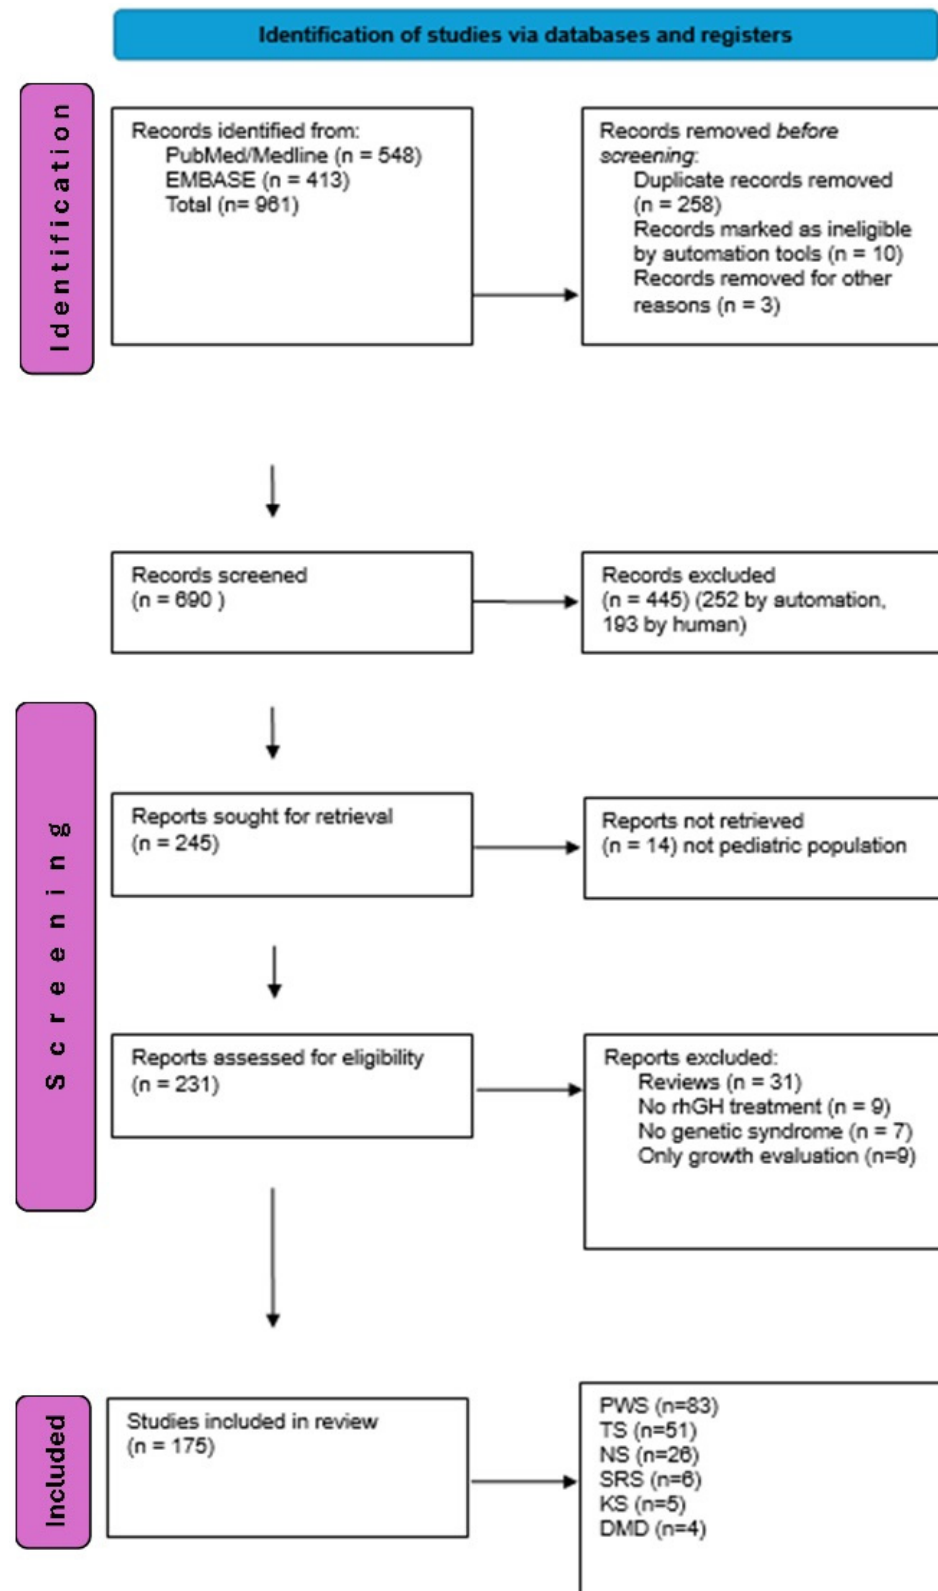 Identification of studies via databases and registers
Identification
Records identified from:
PubMed/Medline (n = 548)
EMBASE (n = 413)
Total (n= 961)
Records removed before
screening:
Duplicate records removed
(n = 258)
Records marked as ineligible
by automation tools (n = 10)
Records removed for other
reasons (n = 3)
Records screened
(n = 690 )
Records excluded
(n = 445) (252 by automation,
193 by human)
Screening
Reports sought for retrieval
(n = 245)
Reports not retrieved
(n = 14) not pediatric population
Reports assessed for eligibility
(n = 231)
Reports excluded:
Reviews (n = 31)
No rhGH treatment (n = 9)
No genetic syndrome (n = 7)
Only growth evaluation (n=9)
Included
Studies included in review
(n = 175)
PWS (n=83)
TS (n=51)
NS (n=26)
SRS (n=6)
KS (n=5)
DMD (n=4)